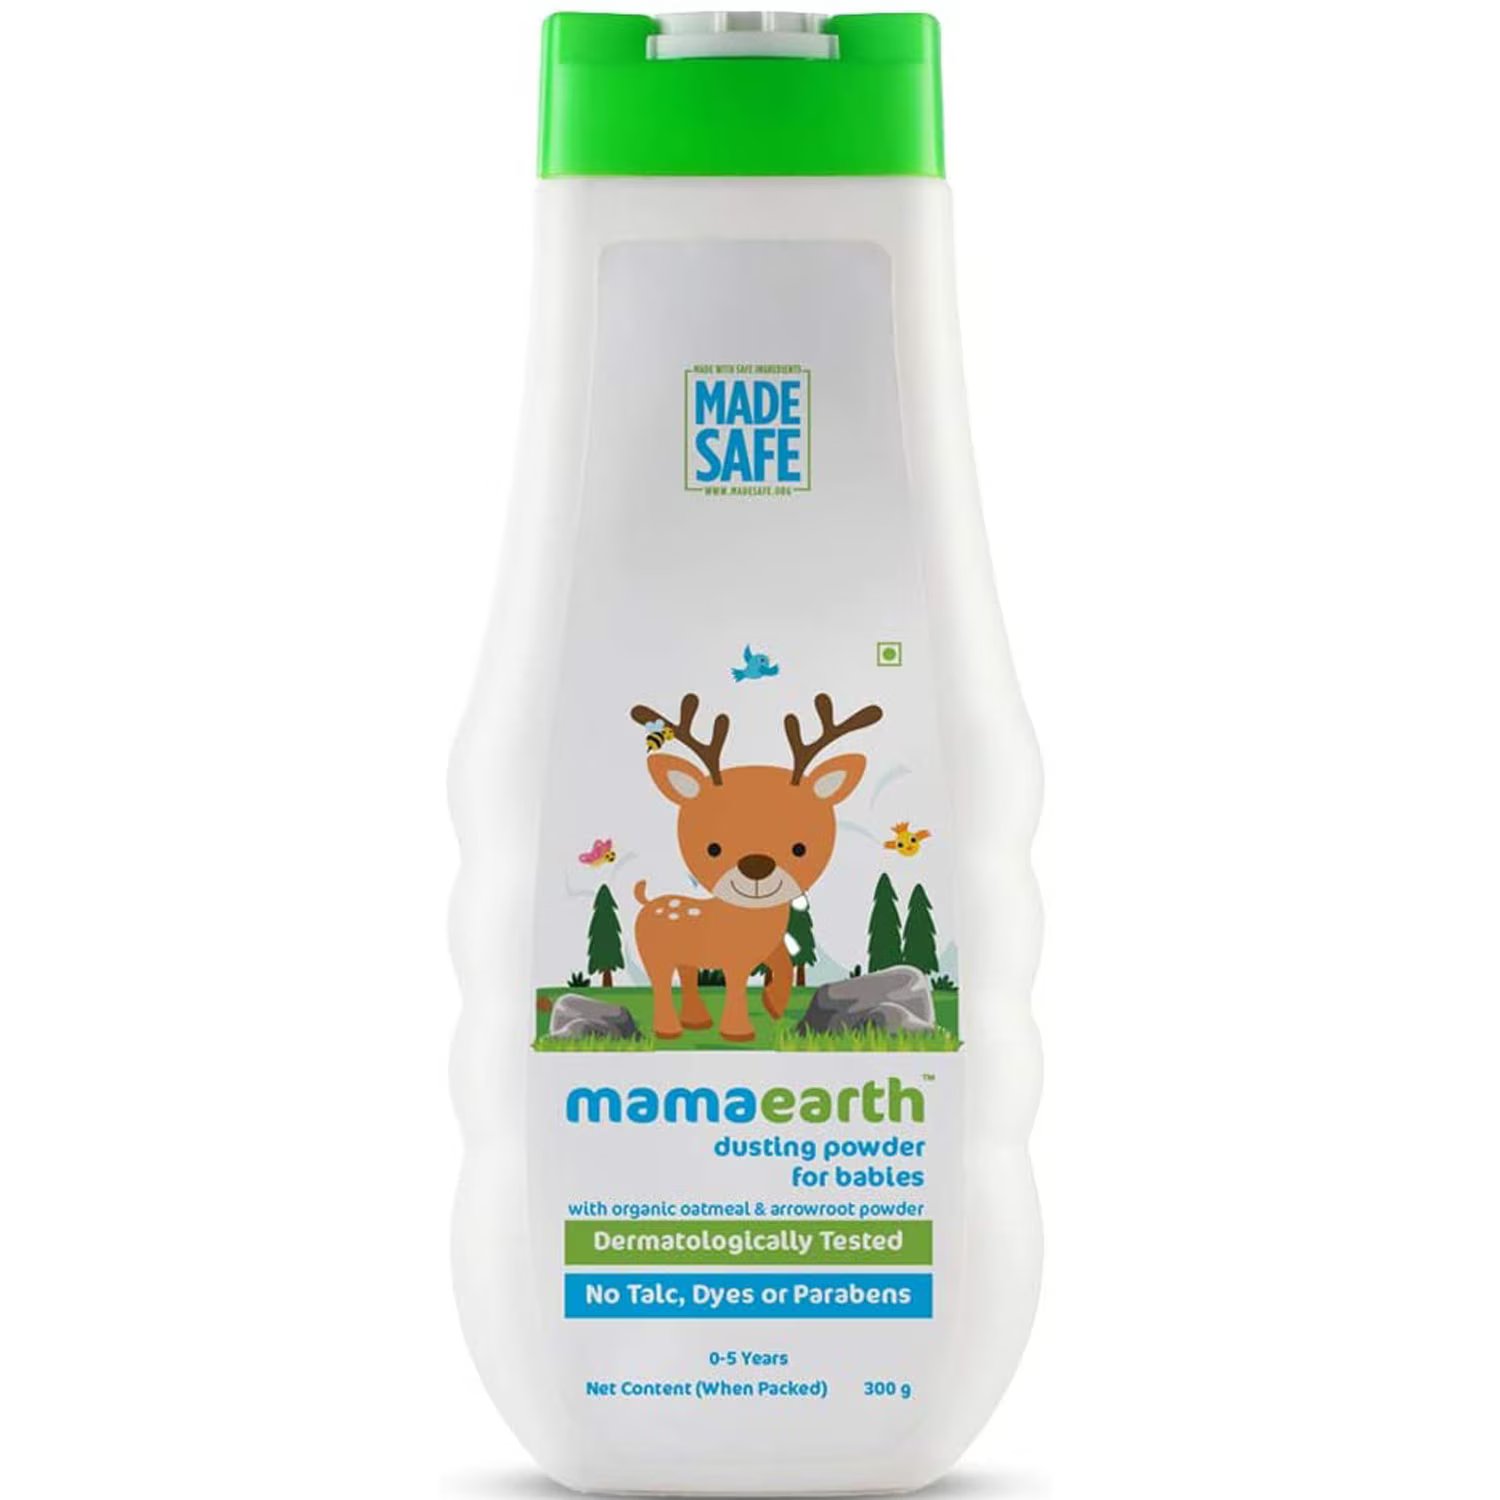 MADE WITH SAFE INGREDIENTS
MADE
SAFE
WWW.MADESAFE.ORG
mamaearth™
dusting powder
for babies
with organic oatmeal & arrowroot powder
Dermatologically Tested
No Talc, Dyes or Parabens
0-5 Years
Net Content (When Packed) 300 g